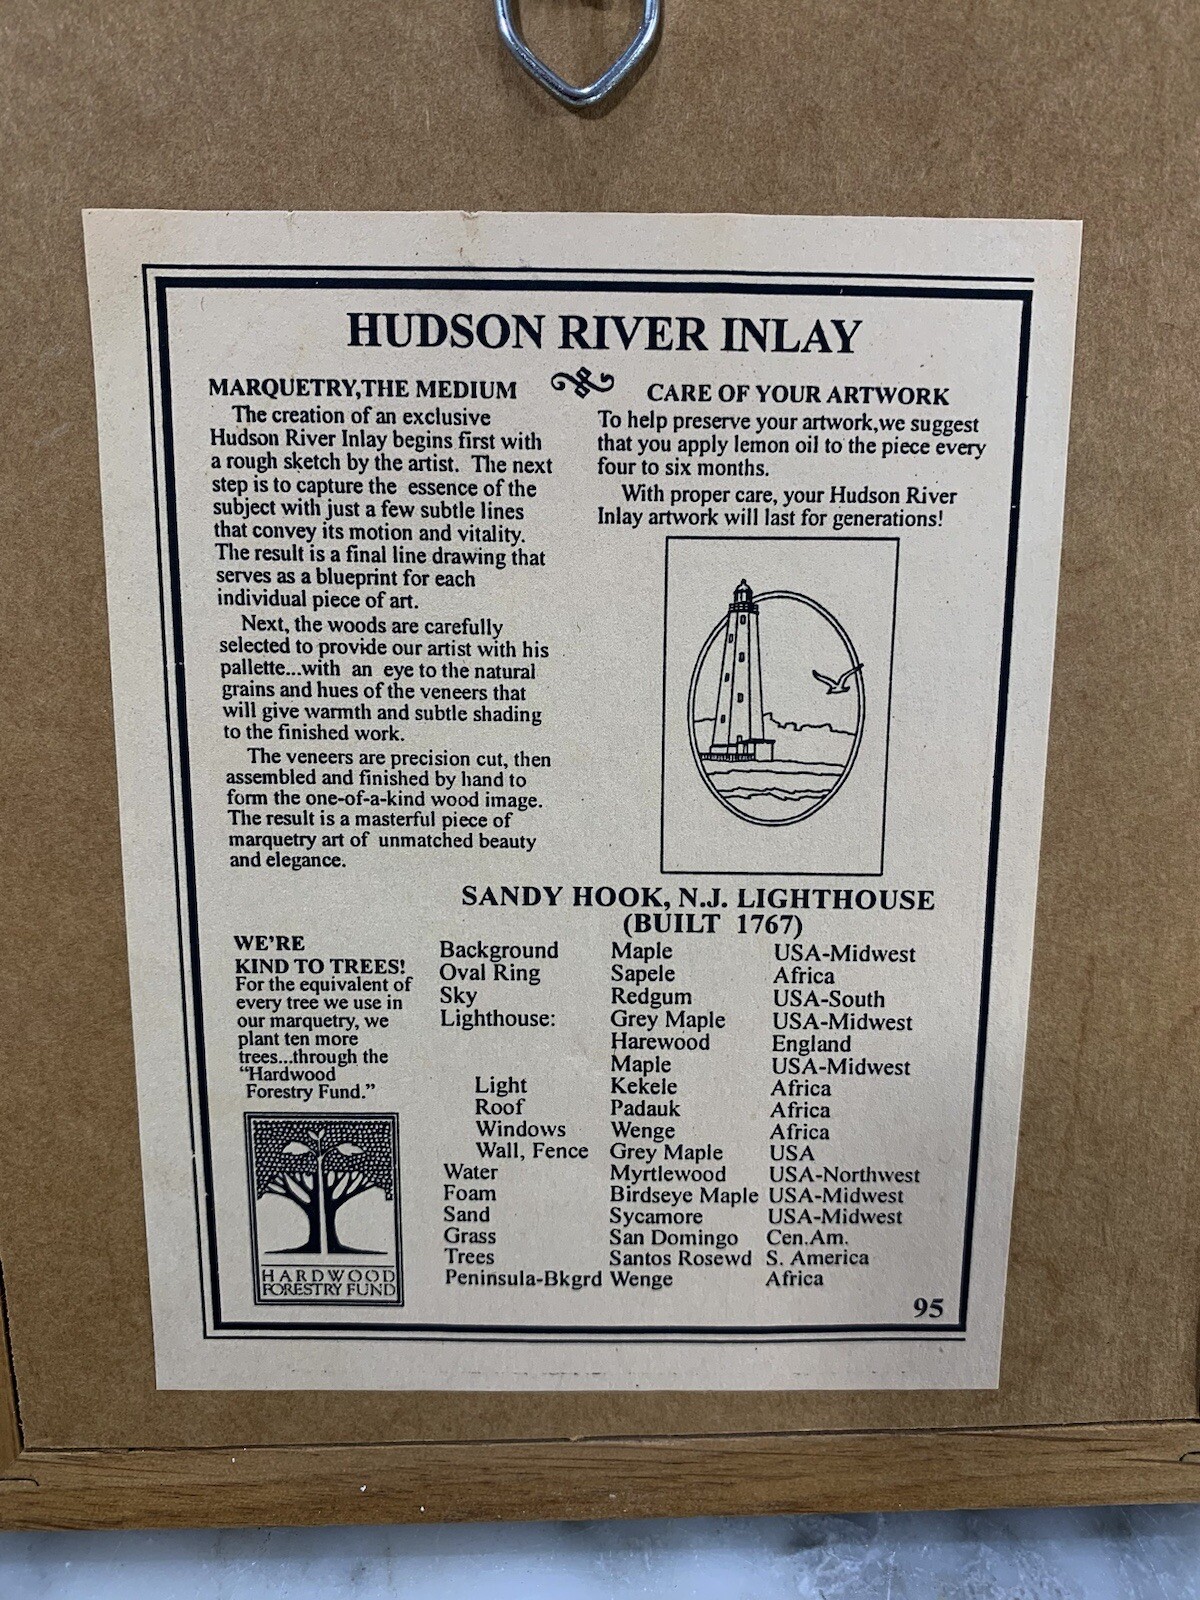 HUDSON RIVER INLAY
MARQUETRY,THE MEDIUM
The creation of an exclusive
Hudson River Inlay begins first with
a rough sketch by the artist. The next
step is to capture the essence of the
subject with just a few subtle lines
that convey its motion and vitality.
The result is a final line drawing that
serves as a blueprint for each
individual piece of art.
Next, the woods are carefully
selected to provide our artist with his
pallette...with an eye to the natural
grains and hues of the veneers that
will give warmth and subtle shading
to the finished work.
The veneers are precision cut, then
assembled and finished by hand to
form the one-of-a-kind wood image.
The result is a masterful piece of
marquetry art of unmatched beauty
and elegance.
CARE OF YOUR ARTWORK
To help preserve your artwork,we suggest
that you apply lemon oil to the piece every
four to six months.
With proper care, your Hudson River
Inlay artwork will last for generations!
SANDY HOOK, N.J. LIGHTHOUSE
(BUILT 1767)
WE'RE
KIND TO TREES!
For the equivalent of
every tree we use in
our marquetry, we
plant ten more
trees...through the
"Hardwood
Forestry Fund."
HARDWOOD
FORESTRY FUND
Background Maple USA-Midwest
Oval Ring Sapele Africa
Sky Redgum USA-South
Lighthouse: Grey Maple USA-Midwest
Harewood England
Maple USA-Midwest
Light Kekele Africa
Roof Padauk Africa
Windows Wenge Africa
Wall, Fence Grey Maple USA
Water Myrtlewood USA-Northwest
Foam Birdseye Maple USA-Midwest
Sand Sycamore USA-Midwest
Grass San Domingo Cen.Am.
Trees Santos Rosewd S. America
Peninsula-Bkgrd Wenge Africa
95